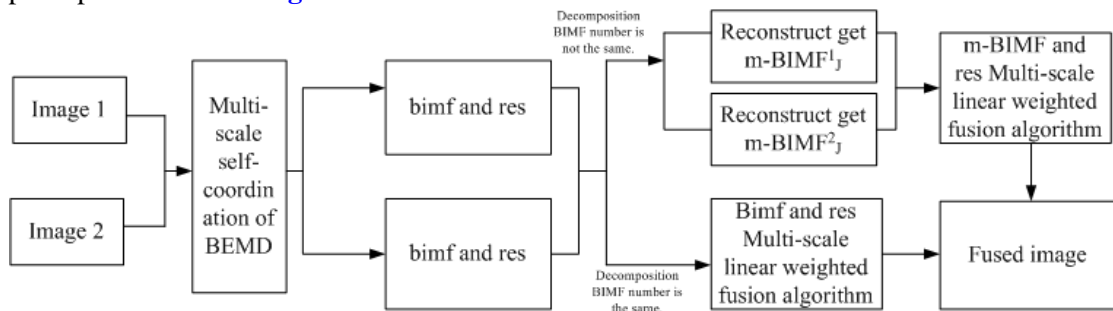 Image 1
Image 2
Multi-
scale
self-
coordin
ation of
BEMD
bimf and res
bimf and res
Decomposition
BIMF number is
not the same.
Reconstruct get
m-BIMF¹J
Reconstruct get
m-BIMF²J
m-BIMF and
res Multi-scale
linear weighted
fusion algorithm
Decomposition
BIMF number is
the same.
Bimf and res
Multi-scale
linear weighted
fusion algorithm
Fused image